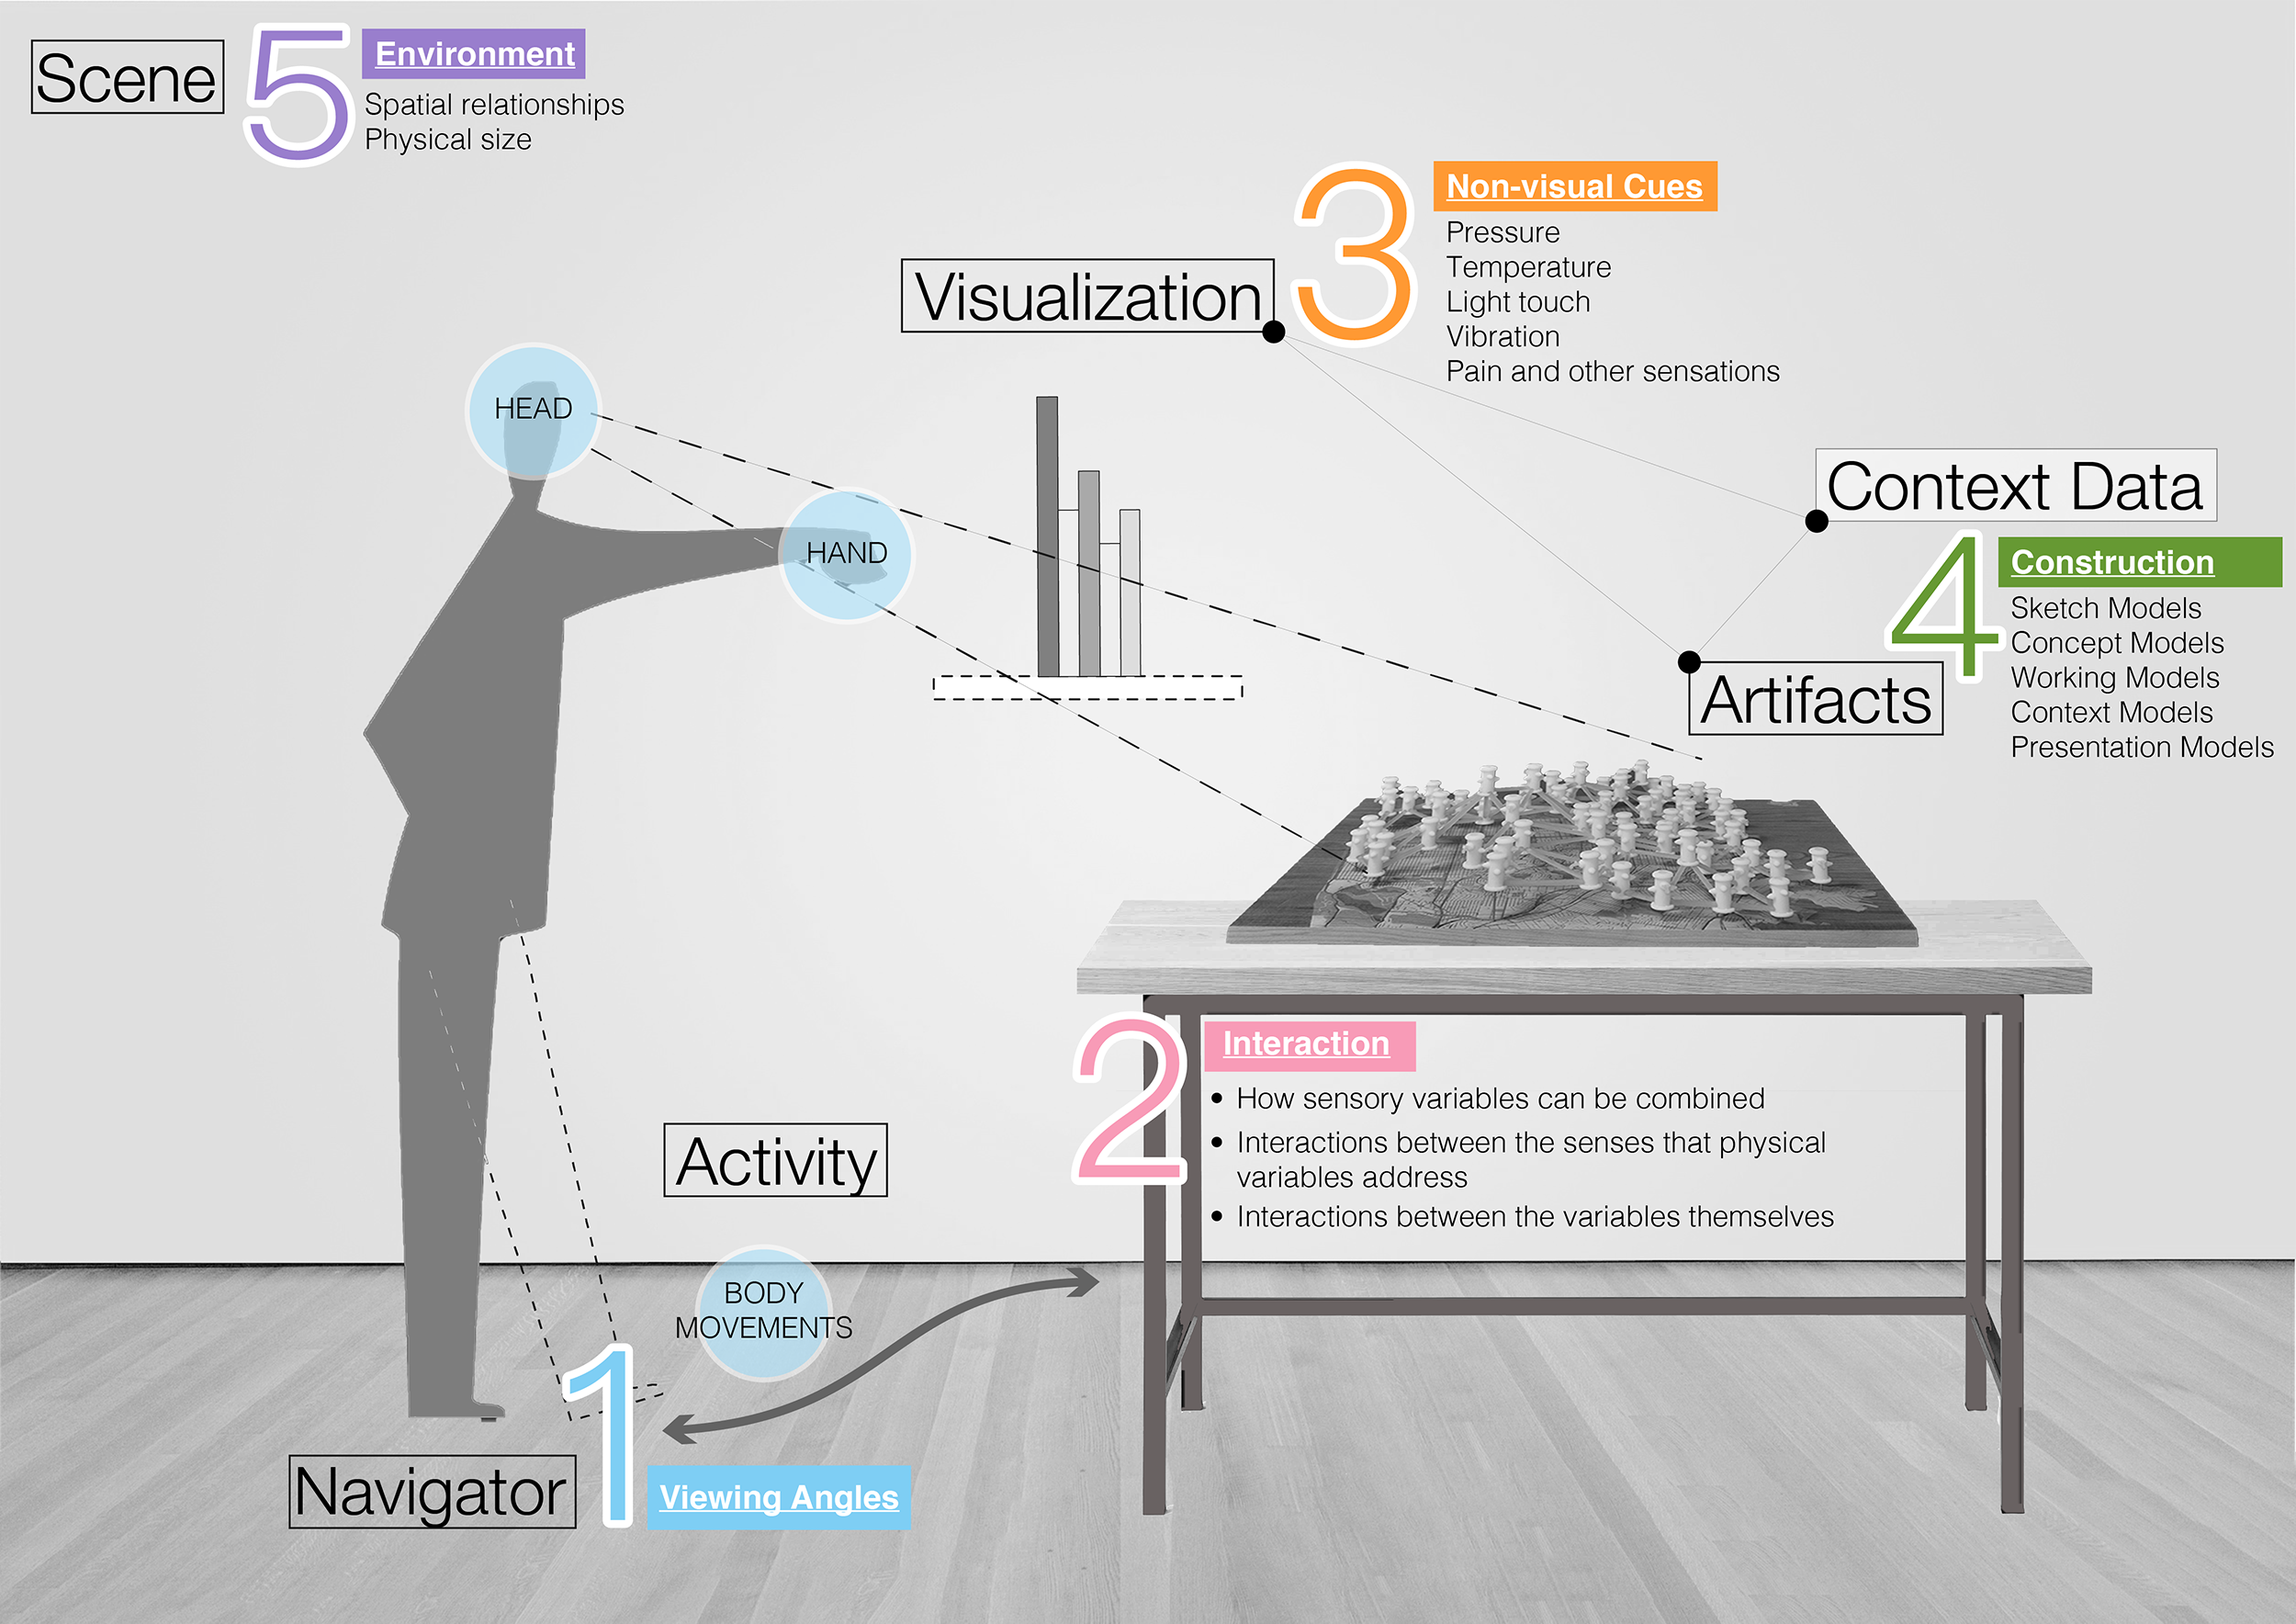 Scene
5
Environment
Spatial relationships
Physical size
3
Non-visual Cues
Pressure
Temperature
Light touch
Vibration
Pain and other sensations
Visualization
HEAD
HAND
Context Data
4
Construction
Sketch Models
Concept Models
Working Models
Context Models
Presentation Models
Artifacts
2
Interaction
• How sensory variables can be combined
• Interactions between the senses that physical
variables address
• Interactions between the variables themselves
Activity
BODY
MOVEMENTS
Navigator
1
Viewing Angles